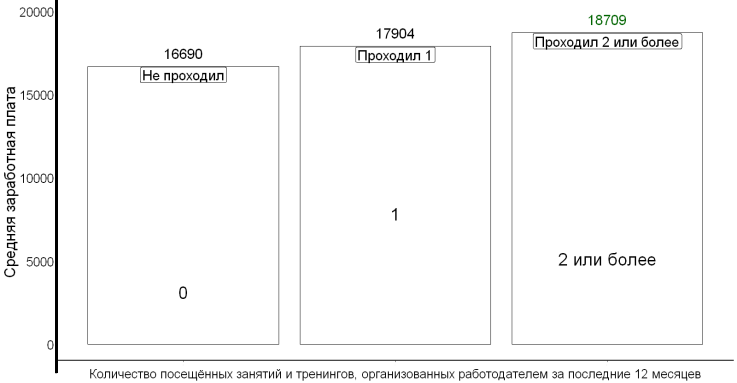 20000
18709
17904
Проходил 2 или более
16690
Проходил 1
Не проходил
15000
Средняя заработная плата
10000
1
5000
2 или более
0
0
Количество посещённых занятий и тренингов, организованных работодателем за последние 12 месяцев